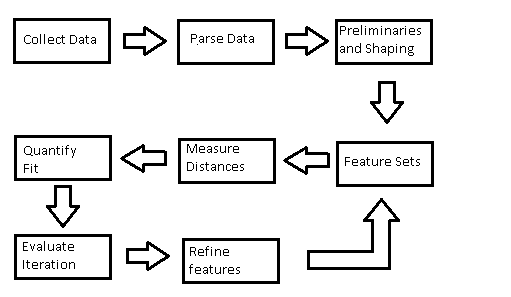 Collect Data
Parse Data
Preliminaries
and Shaping
Feature Sets
Measure
Distances
Quantify
Fit
Evaluate
Iteration
Refine
features